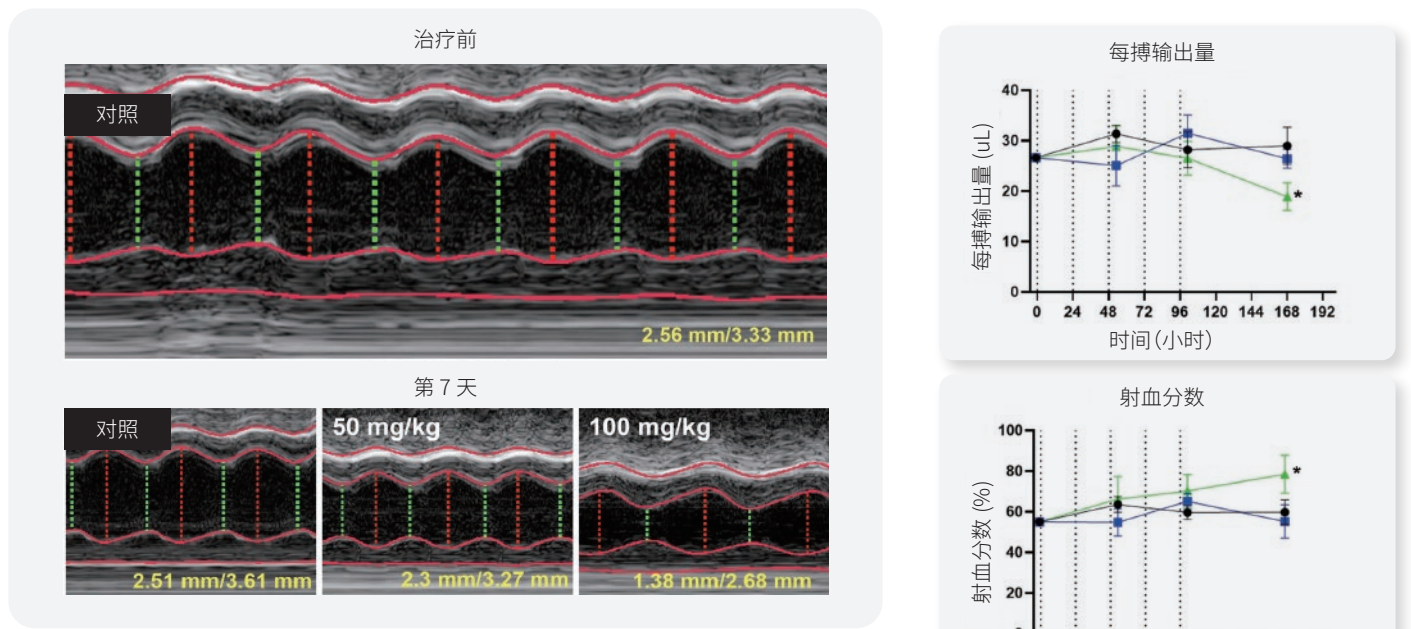 治疗前
对照
2.56 mm/3.33 mm
第 7 天
对照
2.51 mm/3.61 mm
50 mg/kg
2.3 mm/3.27 mm
100 mg/kg
1.38 mm/2.68 mm
每搏输出量
每搏输出量 (uL)
40
30
20
10
0
*
0 24 48 72 96 120 144 168 192
时间(小时)
射血分数
射血分数 (%)
100
80
60
40
20
*